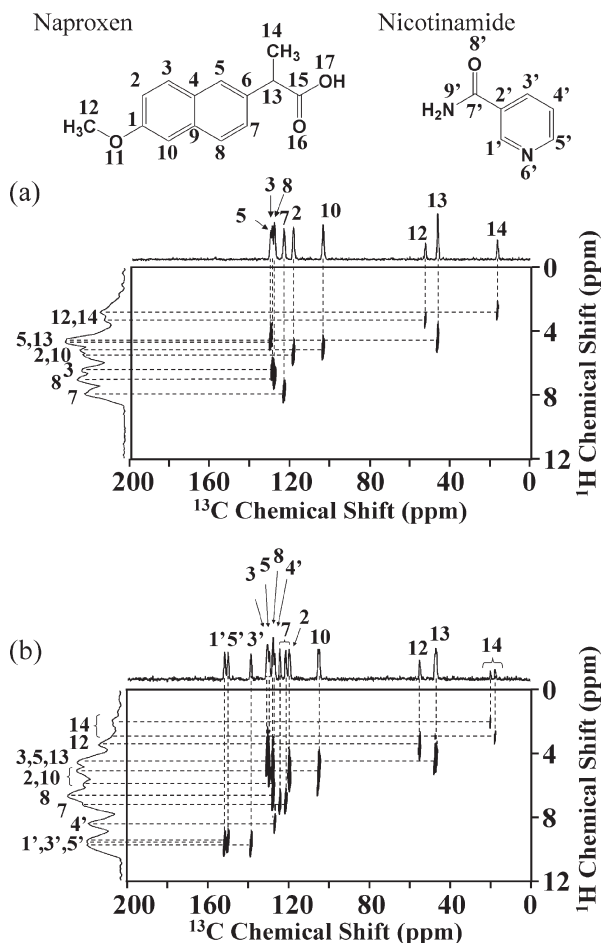 Naproxen
Nicotinamide
14
CH₃ 17
OH
3 5
2 4 6 15
13
12
H₃C 1 O
O 9 7 16
11 10 8
8'
O
9' 3'
H₂N 2' 4'
7'
1' 5'
N
6'
(a)
3 8
5 7 2 10 12 13 14
0
12,14
4
5,13
2,10
3
8
8
7
12
200 160 120 80 40 0
¹³C Chemical Shift (ppm)
¹H Chemical Shift (ppm)
(b)
8
5 4'
3
7 2
1' 5' 3' 10 12 13 14
0
14
12
4
3,5,13
2,10
8
7
8
4'
1',3',5'
12
200 160 120 80 40 0
¹³C Chemical Shift (ppm)
¹H Chemical Shift (ppm)